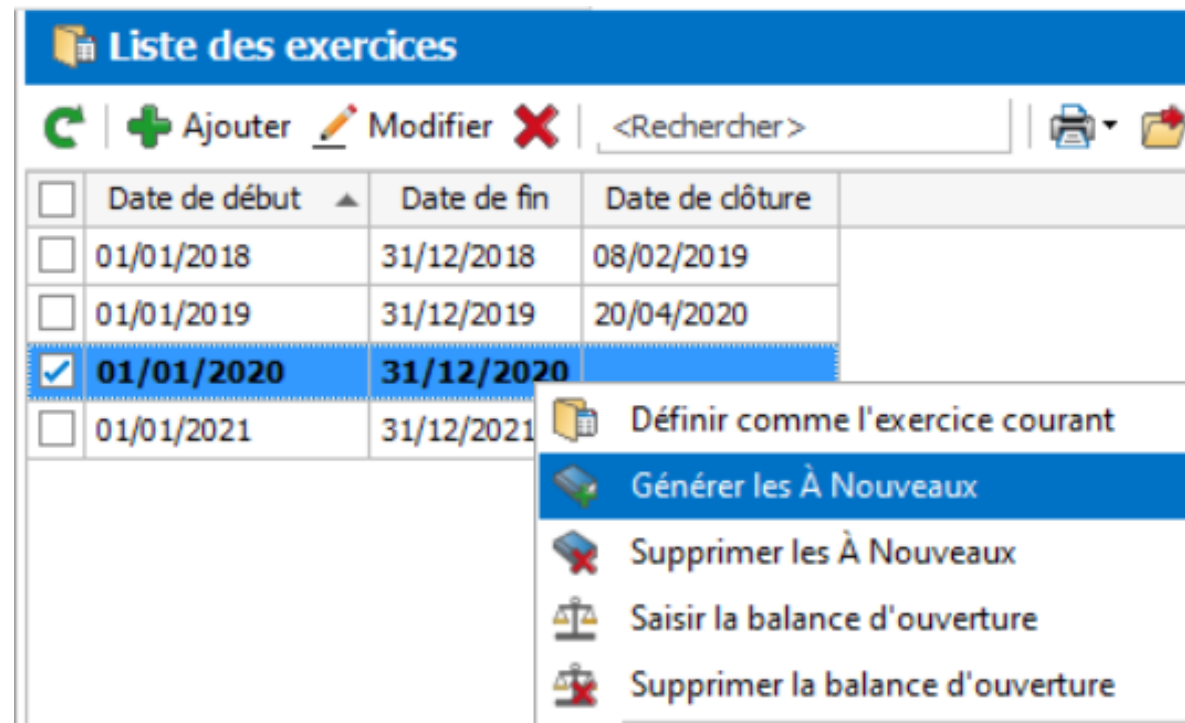 Liste des exercices
Ajouter Modifier <Rechercher>
Date de début Date de fin Date de clôture
01/01/2018 31/12/2018 08/02/2019
01/01/2019 31/12/2019 20/04/2020
01/01/2020 31/12/2020
01/01/2021 31/12/2021
Définir comme l'exercice courant
Générer les À Nouveaux
Supprimer les À Nouveaux
Saisir la balance d'ouverture
Supprimer la balance d'ouverture